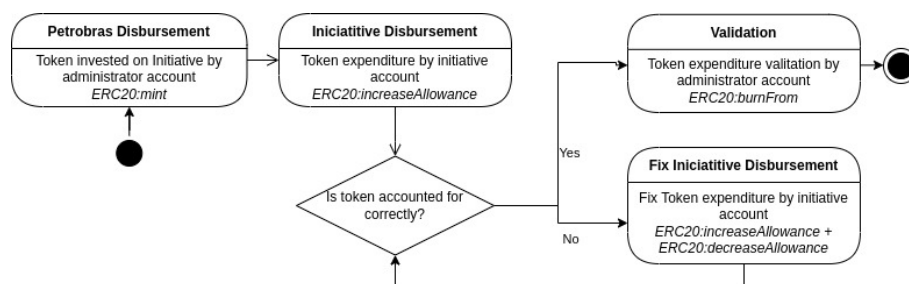 Petrobras Disbursement
Token invested on Initiative by
administrator account
ERC20:mint
Iniciatitive Disbursement
Token expenditure by initiative
account
ERC20:increaseAllowance
Validation
Token expenditure valitation by
administrator account
ERC20:burnFrom
Is token accounted for
correctly?
Yes
No
Fix Iniciatitive Disbursement
Fix Token expenditure by initiative
account
ERC20:increaseAllowance +
ERC20:decreaseAllowance